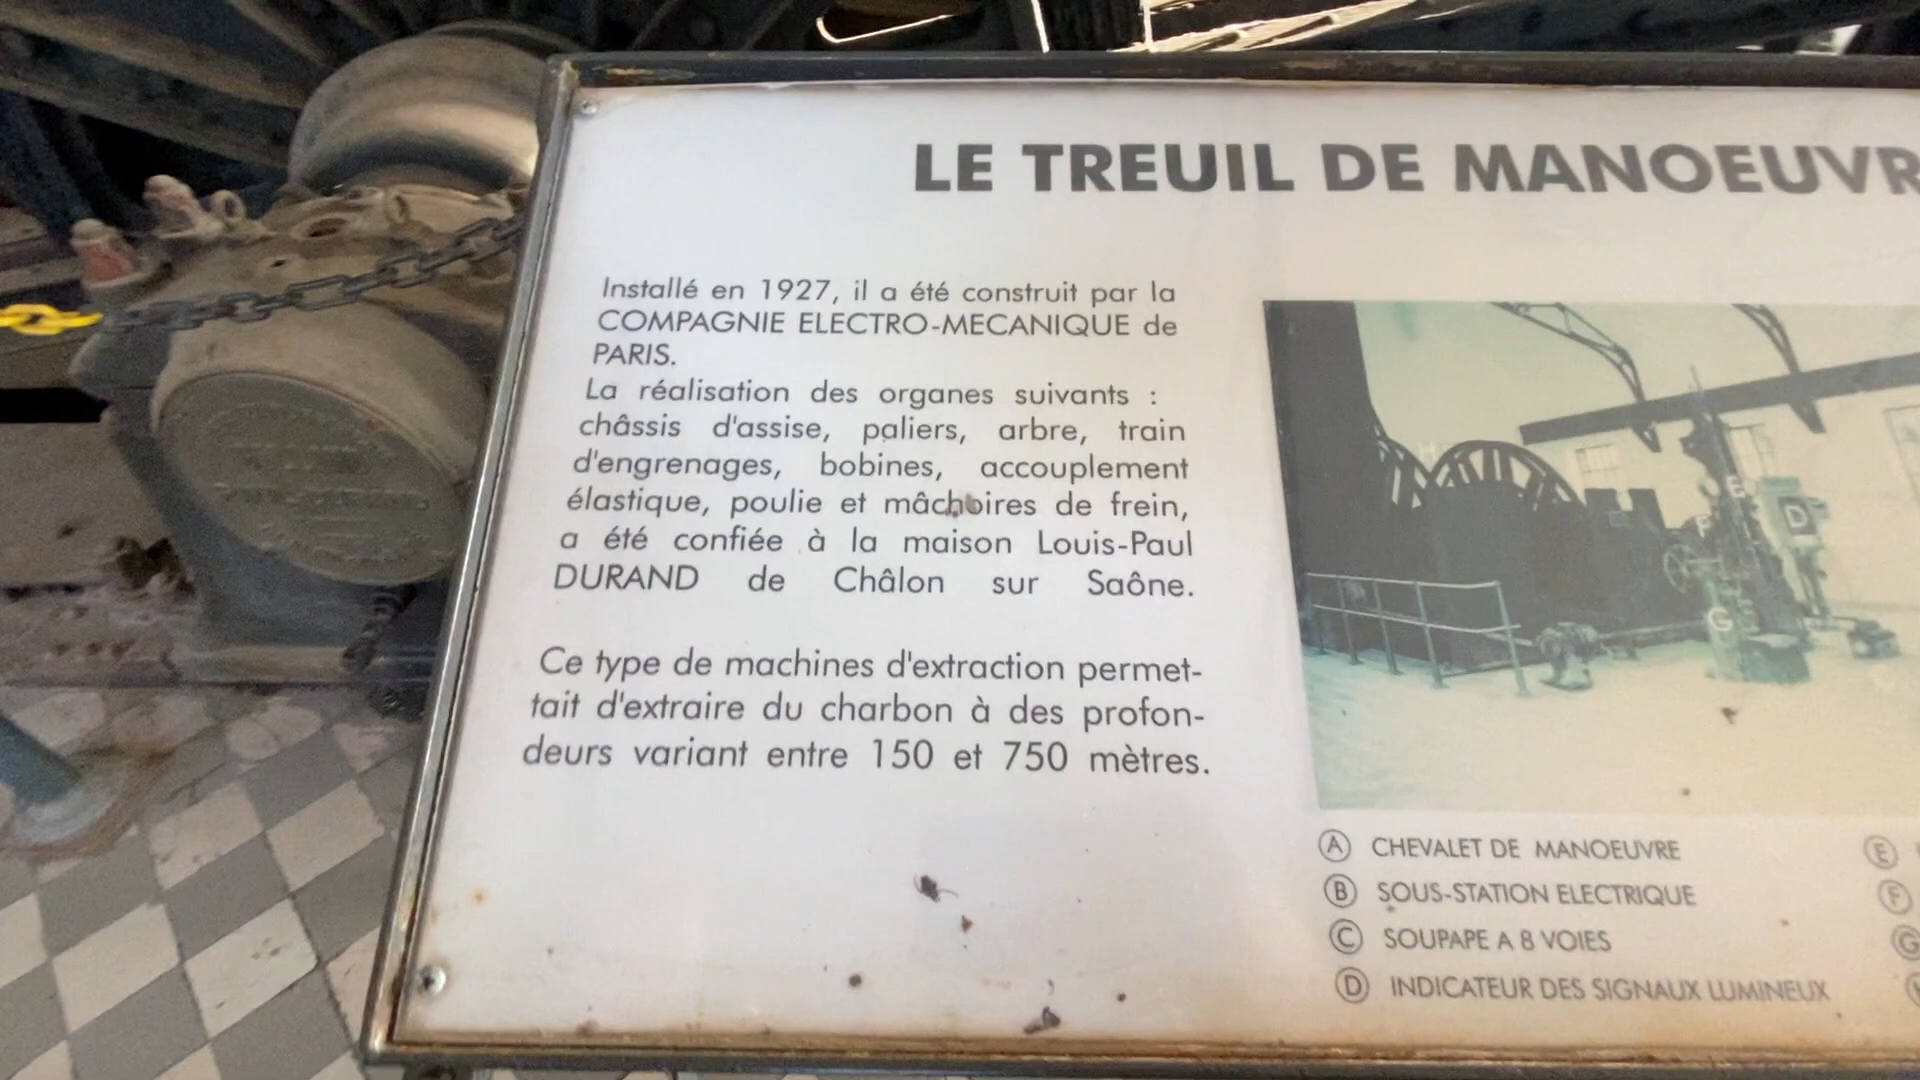 LE TREUIL DE MANOEUVR
Installé en 1927, il a été construit par la
COMPAGNIE ELECTRO-MECANIQUE de
PARIS.
La réalisation des organes suivants :
châssis d'assise, paliers, arbre, train
d'engrenages, bobines, accouplement
élastique, poulie et mâchoires de frein,
a été confiée à la maison Louis-Paul
DURAND de Châlon sur Saône.
Ce type de machines d'extraction permet-
tait d'extraire du charbon à des profon-
deurs variant entre 150 et 750 mètres.
H
E
F
D
G
A CHEVALET DE MANOEUVRE
B SOUS-STATION ELECTRIQUE
C SOUPAPE A 8 VOIES
D INDICATEUR DES SIGNAUX LUMINEUX
E
F
G